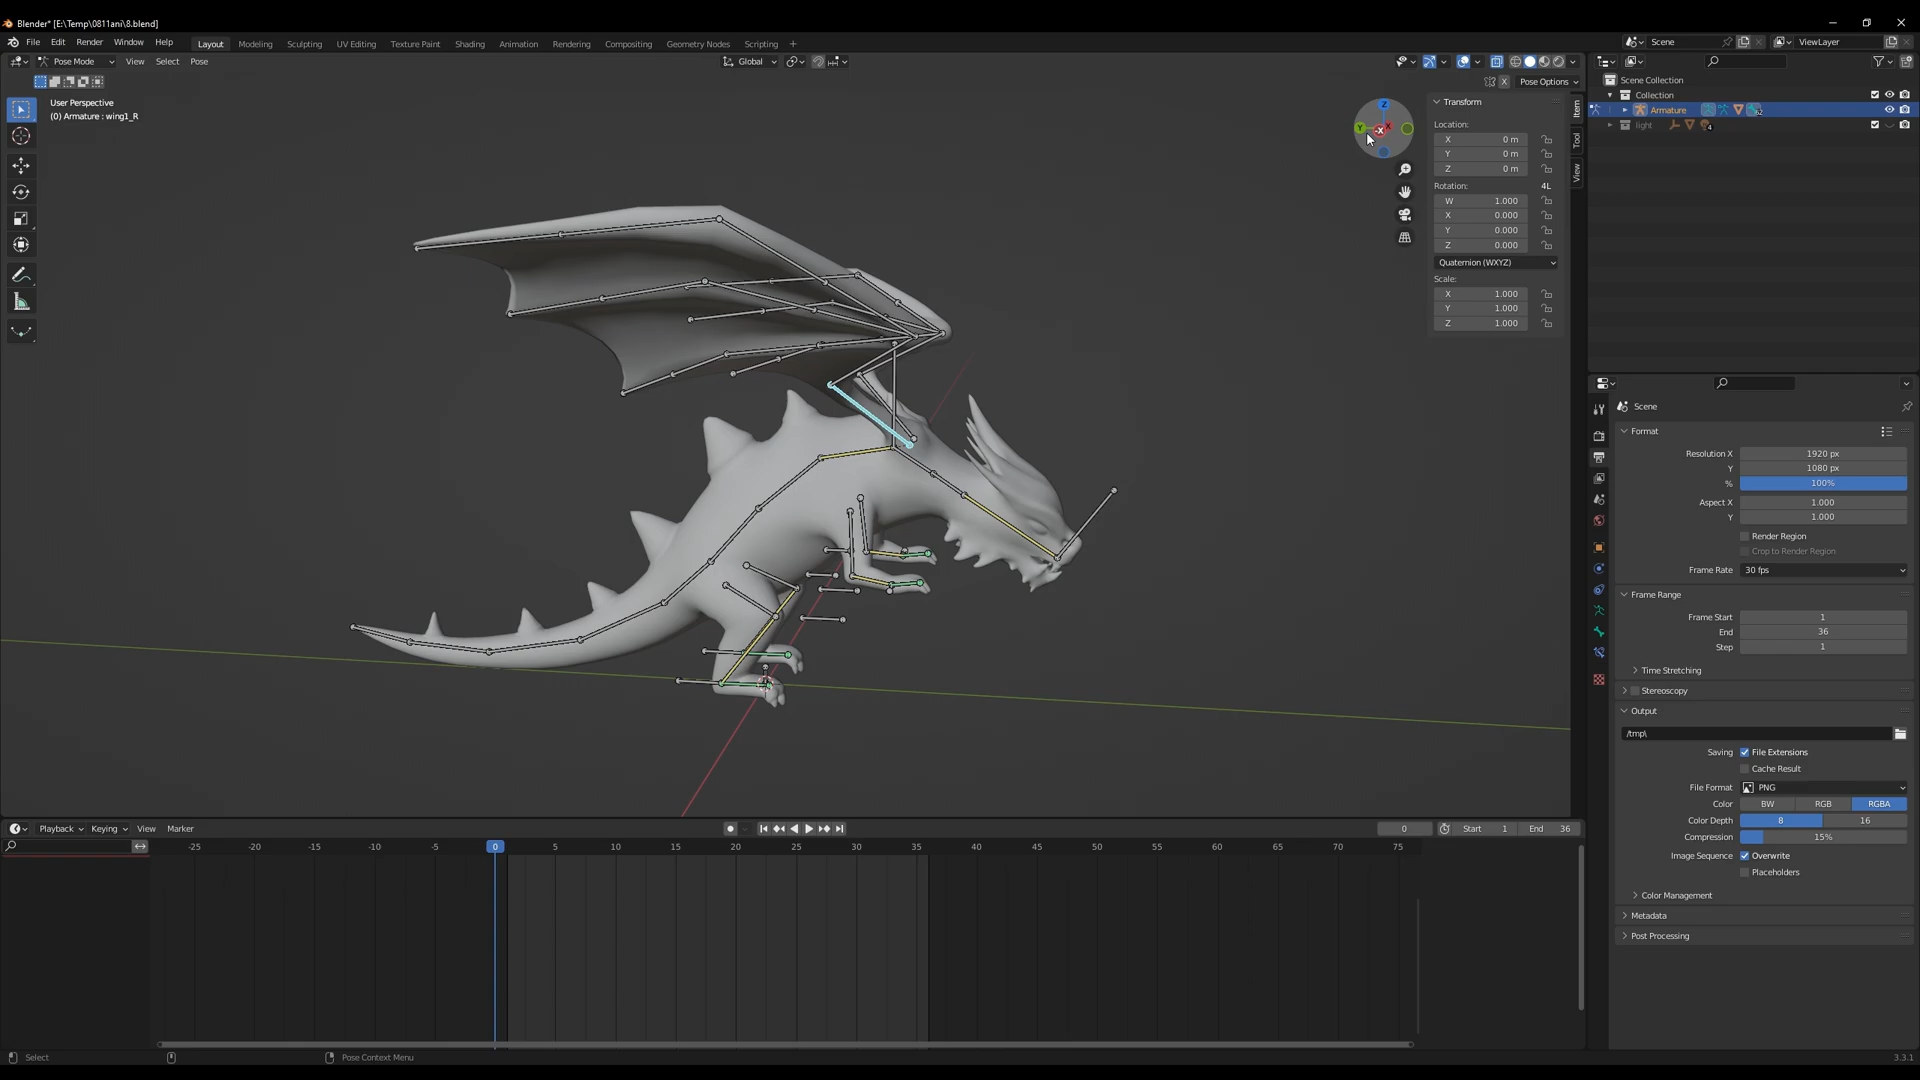 Blender* [E:\Temp\0811ani\8.blend]
File Edit Render Window Help Layout Modeling Sculpting UV Editing Texture Paint Shading Animation Rendering Compositing Geometry Nodes Scripting + Scene ViewLayer
Pose Mode View Select Pose Global
X Pose Options
User Perspective
(0) Armature : wing1_R
Z
Y X -X
Item
Tool
View
Transform
Location:
X 0 m
Y 0 m
Z 0 m
Rotation: 4L
W 1.000
X 0.000
Y 0.000
Z 0.000
Quaternion (WXYZ)
Scale:
X 1.000
Y 1.000
Z 1.000
Scene Collection
Collection
Armature
light 4
Scene
Format
Resolution X 1920 px
Y 1080 px
% 100%
Aspect X 1.000
Y 1.000
Render Region
Crop to Render Region
Frame Rate 30 fps
Frame Range
Frame Start 1
End 36
Step 1
Time Stretching
Stereoscopy
Output
/tmp\
Saving File Extensions
Cache Result
File Format PNG
Color BW RGB RGBA
Color Depth 8 16
Compression 15%
Image Sequence Overwrite
Placeholders
Color Management
Metadata
Post Processing
Playback Keying View Marker 0 Start 1 End 36
-25 -20 -15 -10 -5 0 5 10 15 20 25 30 35 40 45 50 55 60 65 70 75
Select Pose Context Menu 3.3.1